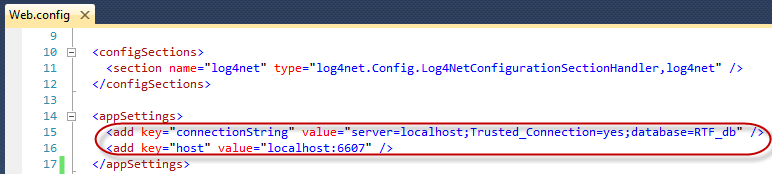 Web.config
9
10 <configSections>
11 <section name="log4net" type="log4net.Config.Log4NetConfigurationSectionHandler,log4net" />
12 </configSections>
13
14 <appSettings>
15 <add key="connectionString" value="server=localhost;Trusted_Connection=yes;database=RTF_db" />
16 <add key="host" value="localhost:6607" />
17 </appSettings>